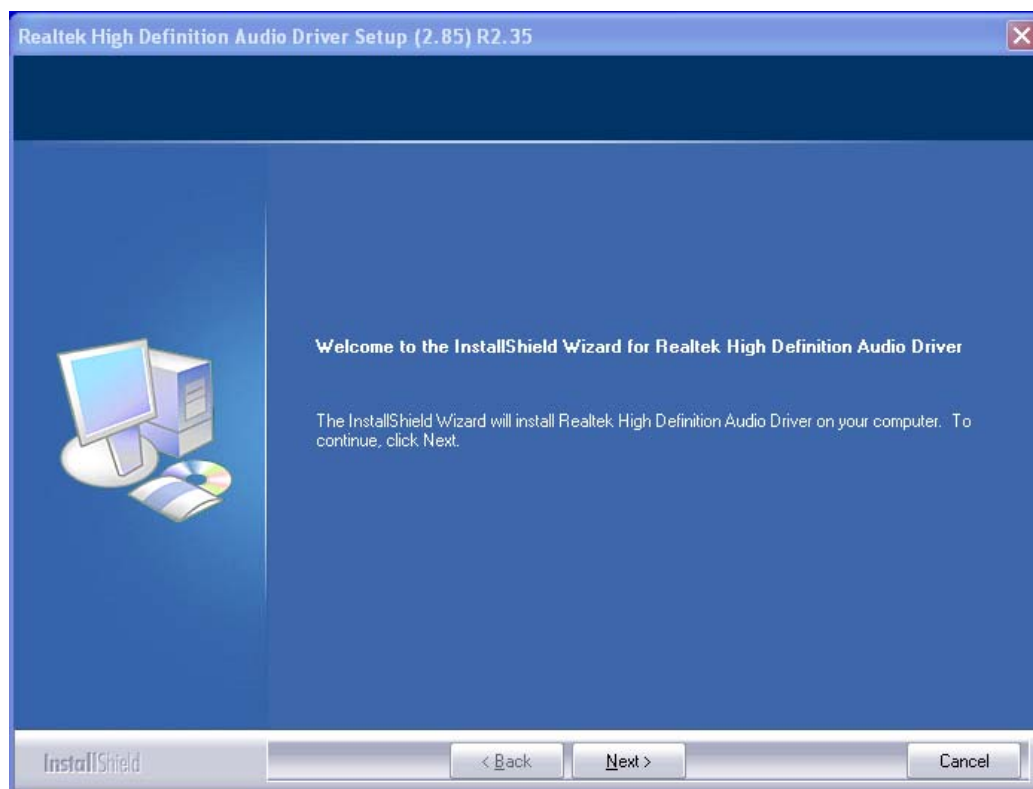 Realtek High Definition Audio Driver Setup (2.85) R2.35
Welcome to the InstallShield Wizard for Realtek High Definition Audio Driver
The InstallShield Wizard will install Realtek High Definition Audio Driver on your computer. To
continue, click Next.
InstallShield
< Back
Next >
Cancel